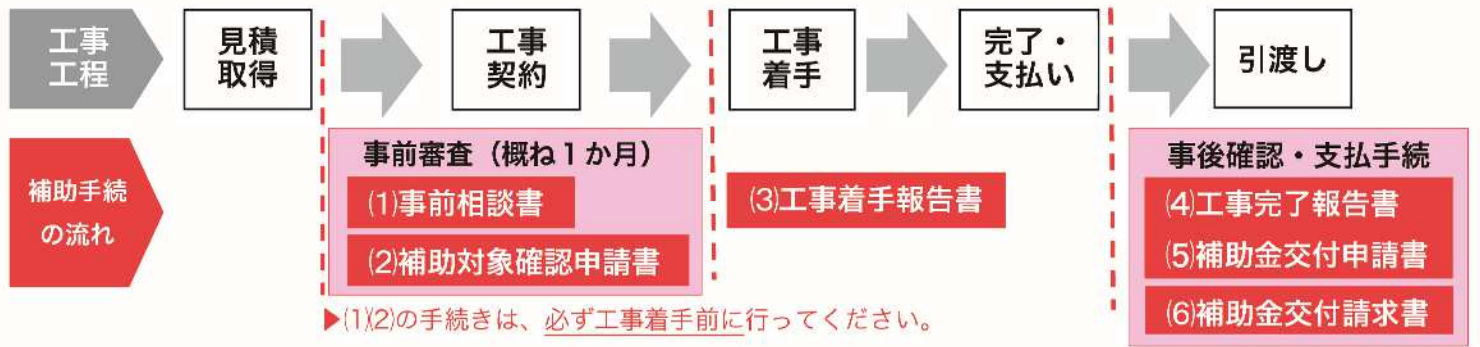 工事
工程
見積
取得
工事
契約
工事
着手
完了・
支払い
引渡し
補助手続
の流れ
事前審査（概ね１か月）
⑴事前相談書
⑵補助対象確認申請書
▶⑴⑵の手続きは、必ず工事着手前に行ってください。
⑶工事着手報告書
事後確認・支払手続
⑷工事完了報告書
⑸補助金交付申請書
⑹補助金交付請求書